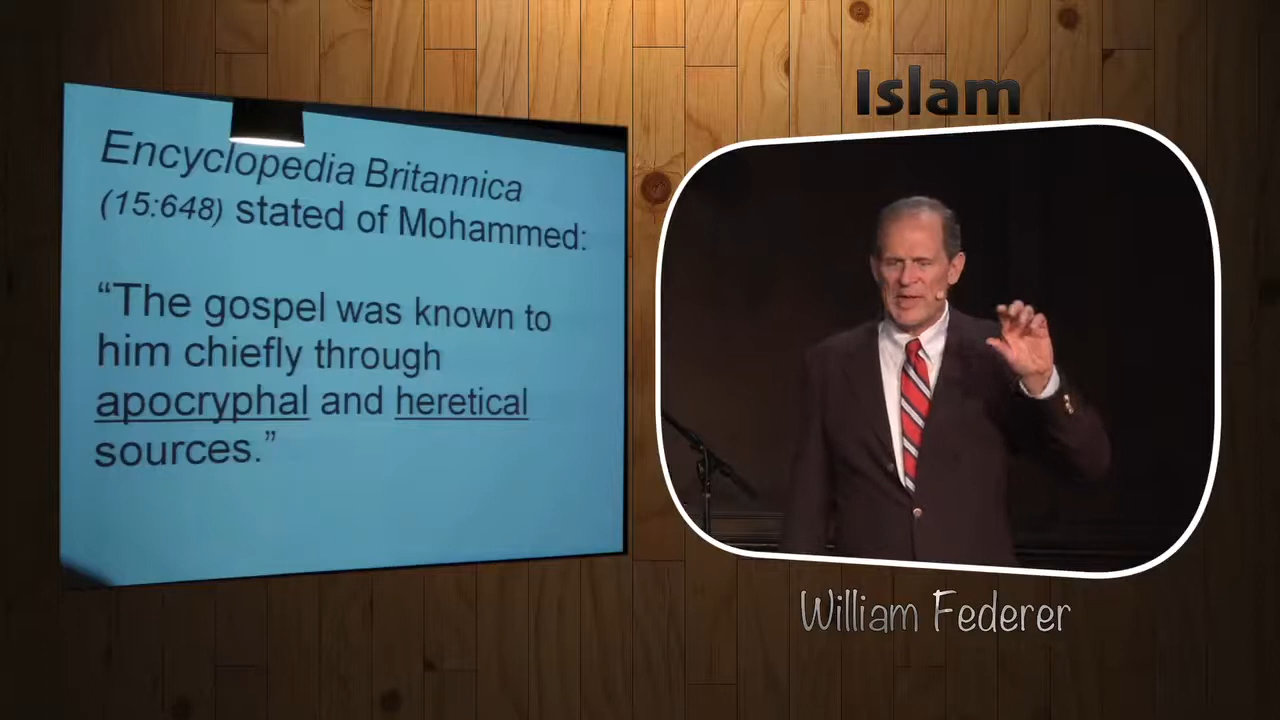 Encyclopedia Britannica
(15:648) stated of Mohammed:
“The gospel was known to
him chiefly through
apocryphal and heretical
sources.”
Islam
William Federer